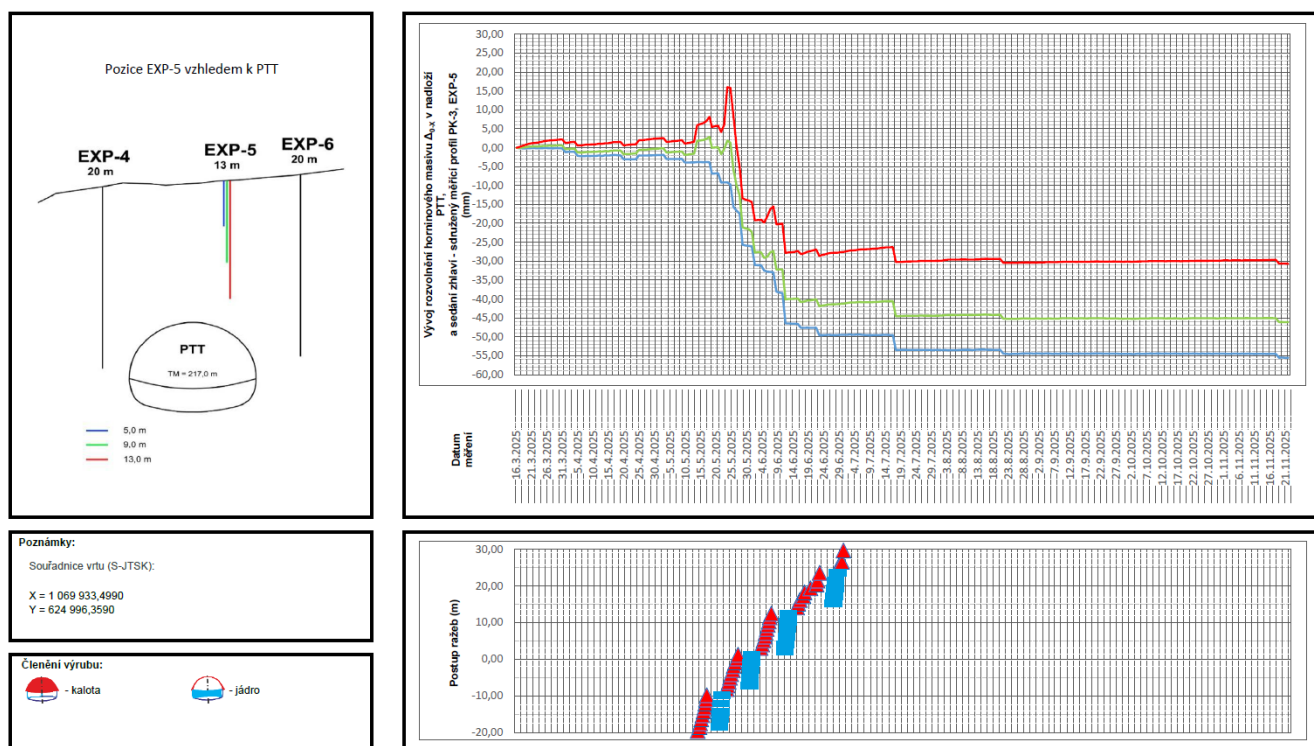 Pozice EXP-5 vzhledem k PTT
EXP-4
20 m
EXP-5
13 m
EXP-6
20 m
PTT
TM = 217,0 m
5,0 m
9,0 m
13,0 m
Vývoj rozvolnění horninového masivu Δ0-X v nadloží
PTT,
a sedání zhlaví - sdružený měřící profil PK-3, EXP-5
(mm)
30,00
25,00
20,00
15,00
10,00
5,00
0,00
-5,00
-10,00
-15,00
-20,00
-25,00
-30,00
-35,00
-40,00
-45,00
-50,00
-55,00
-60,00
Datum
měření
16.3.2025
21.3.2025
26.3.2025
31.3.2025
5.4.2025
10.4.2025
15.4.2025
20.4.2025
25.4.2025
30.4.2025
5.5.2025
10.5.2025
15.5.2025
20.5.2025
25.5.2025
30.5.2025
4.6.2025
9.6.2025
14.6.2025
19.6.2025
24.6.2025
29.6.2025
4.7.2025
9.7.2025
14.7.2025
19.7.2025
24.7.2025
29.7.2025
3.8.2025
8.8.2025
13.8.2025
18.8.2025
23.8.2025
28.8.2025
2.9.2025
7.9.2025
12.9.2025
17.9.2025
22.9.2025
27.9.2025
2.10.2025
7.10.2025
12.10.2025
17.10.2025
22.10.2025
27.10.2025
1.11.2025
6.11.2025
11.11.2025
16.11.2025
21.11.2025
Poznámky:
Souřadnice vrtu (S-JTSK):
X = 1 069 933,4990
Y = 624 996,3590
Členění výrubu:
- kalota
- jádro
Postup ražeb (m)
30,00
20,00
10,00
0,00
-10,00
-20,00